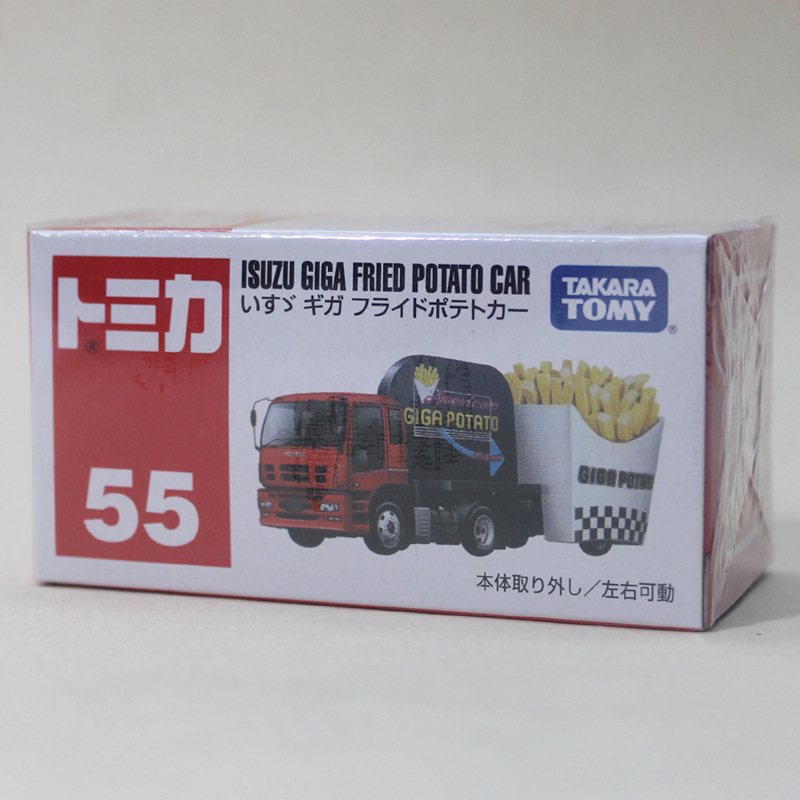 トミカ
®
55
ISUZU GIGA FRIED POTATO CAR
いすゞ ギガ フライドポテトカー
TAKARA
TOMY
®
American
GIGA POTATO
GIGA POTATO
本体取り外し／左右可動